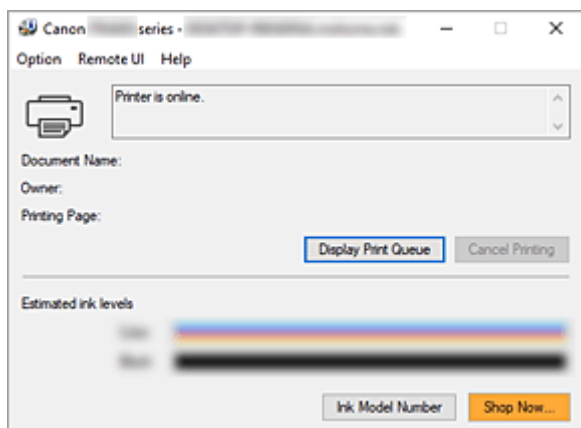 Canon series -
Option Remote UI Help
Printer is online.
Document Name:
Owner:
Printing Page:
Display Print Queue Cancel Printing
Estimated ink levels
Ink Model Number Shop Now...